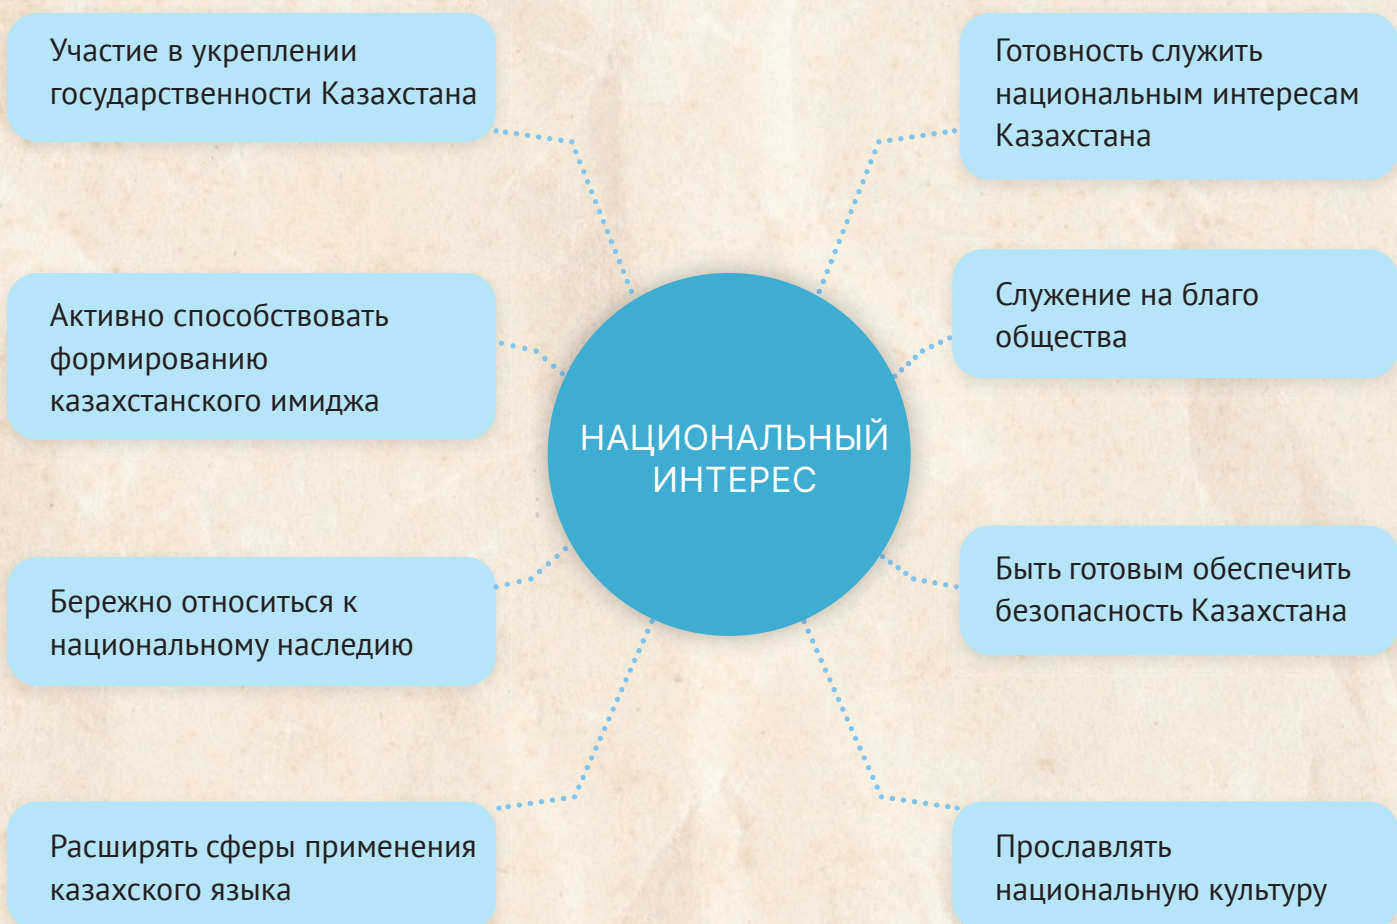 Участие в укреплении
государственности Казахстана
Готовность служить
национальным интересам
Казахстана
Активно способствовать
формированию
казахстанского имиджа
Служение на благо
общества
НАЦИОНАЛЬНЫЙ
ИНТЕРЕС
Бережно относиться к
национальному наследию
Быть готовым обеспечить
безопасность Казахстана
Расширять сферы применения
казахского языка
Прославлять
национальную культуру